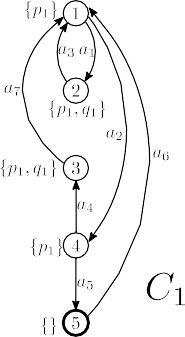 {p₁} 1
a₃ a₁
2
{p₁, q₁}
a₇
a₂
a₆
{p₁, q₁} 3
a₄
{p₁} 4
a₅
C₁
{} 5